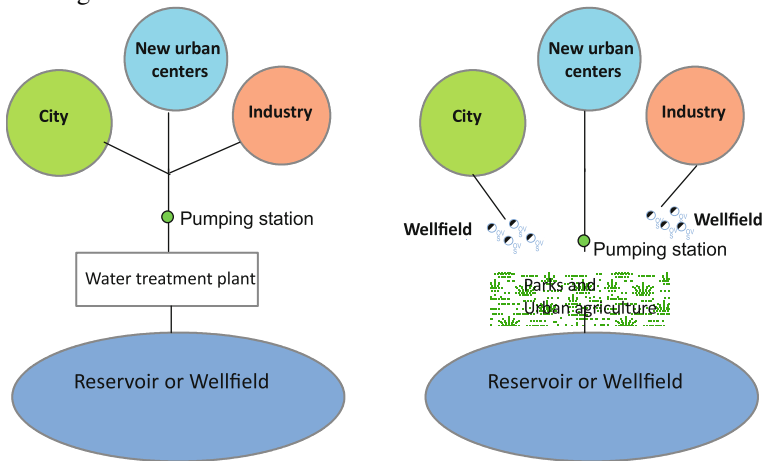 New urban
centers
City
Industry
Pumping station
Water treatment plant
Reservoir or Wellfield
New urban
centers
City
Industry
Wellfield
Wellfield
Pumping station
Parks and
Urban agriculture
Reservoir or Wellfield